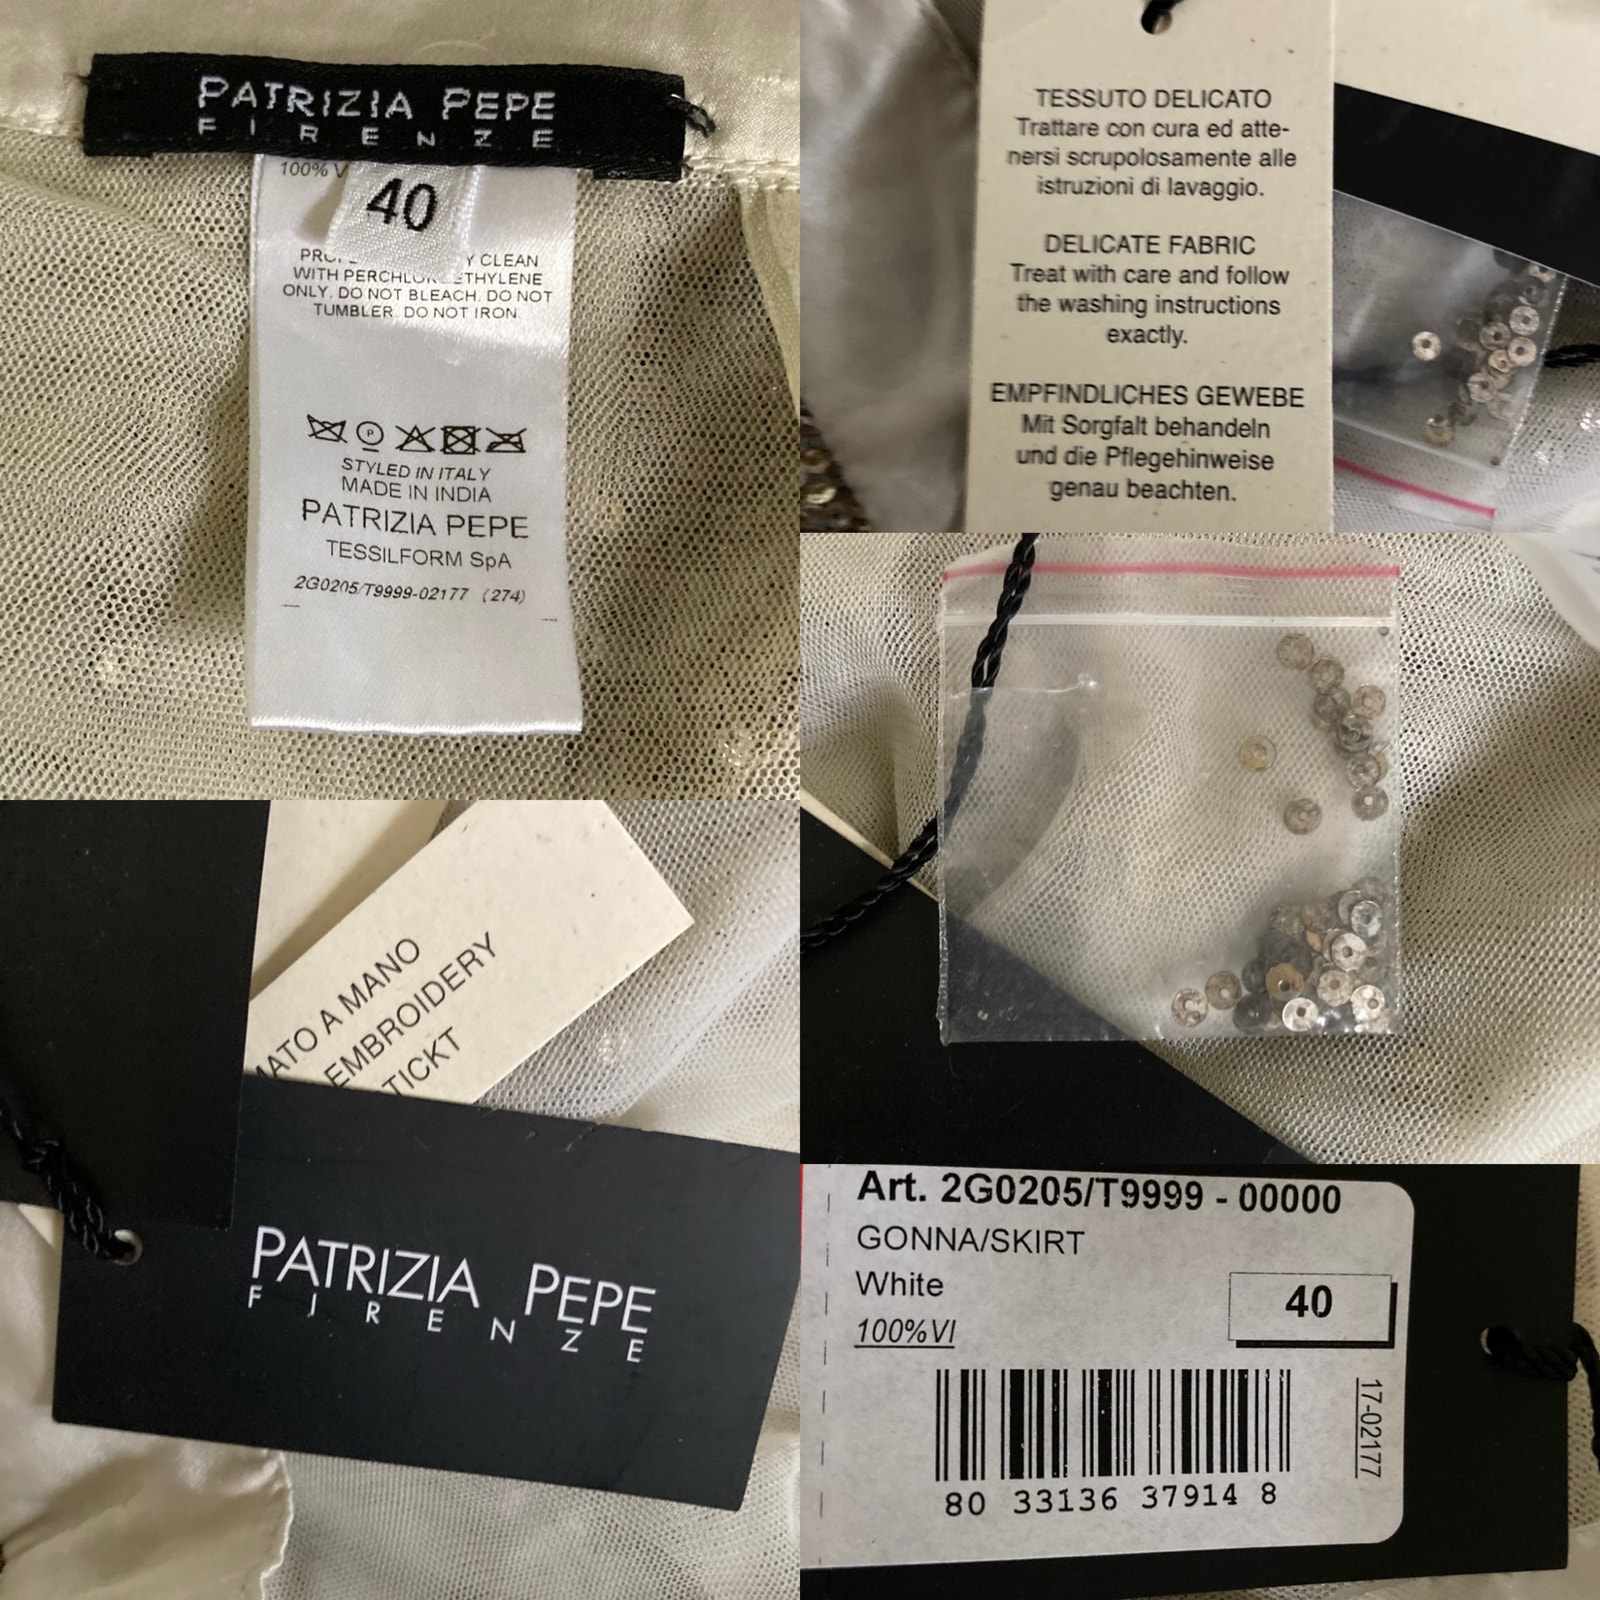 PATRIZIA PEPE
FIRENZE
100% V
40
CLEAN
WITH ETHYLENE
ONLY. DO NOT BLEACH. DO NOT
TUMBLER. DO NOT IRON.
P
STYLED IN ITALY
MADE IN INDIA
PATRIZIA PEPE
TESSILFORM SpA
2G0205/T9999-02177 (274)
TESSUTO DELICATO
Trattare con cura ed atte-
nersi scrupolosamente alle
istruzioni di lavaggio.
DELICATE FABRIC
Treat with care and follow
the washing instructions
exactly.
EMPFINDLICHES GEWEBE
Mit Sorgfalt behandeln
und die Pflegehinweise
genau beachten.
MATO A MANO
EMBROIDERY
TICKT
PATRIZIA PEPE
FIRENZE
Art. 2G0205/T9999 - 00000
GONNA/SKIRT
White
40
100%VI
17-02177
80 33136 37914 8